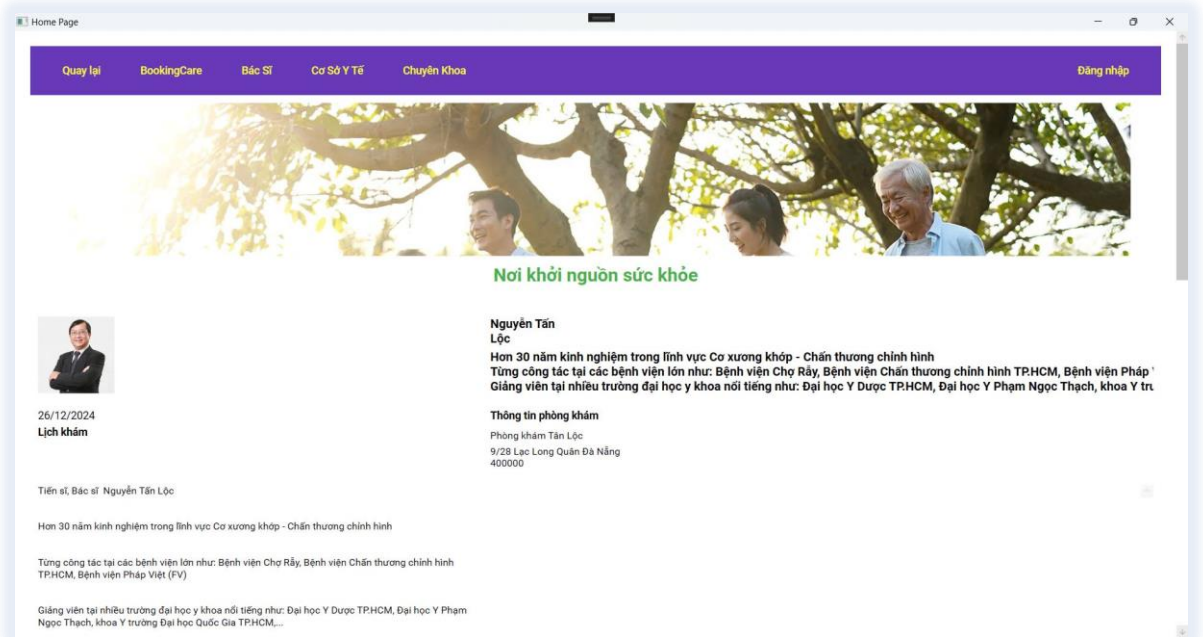 Home Page
Quay lại BookingCare Bác Sĩ Cơ Sở Y Tế Chuyên Khoa Đăng nhập
Nơi khởi nguồn sức khỏe
Nguyễn Tấn
Lộc
Hơn 30 năm kinh nghiệm trong lĩnh vực Cơ xương khớp - Chấn thương chỉnh hình
Từng công tác tại các bệnh viện lớn như: Bệnh viện Chợ Rẫy, Bệnh viện Chấn thương chỉnh hình TP.HCM, Bệnh viện Pháp
Giảng viên tại nhiều trường đại học y khoa nổi tiếng như: Đại học Y Dược TP.HCM, Đại học Y Phạm Ngọc Thạch, khoa Y
26/12/2024
Lịch khám
Thông tin phòng khám
Phòng khám Tân Lộc
9/28 Lạc Long Quân Đà Nẵng
400000
Tiến sĩ, Bác sĩ Nguyễn Tấn Lộc
Hơn 30 năm kinh nghiệm trong lĩnh vực Cơ xương khớp - Chấn thương chỉnh hình
Từng công tác tại các bệnh viện lớn như: Bệnh viện Chợ Rẫy, Bệnh viện Chấn thương chỉnh hình
TP.HCM, Bệnh viện Pháp Việt (FV)
Giảng viên tại nhiều trường đại học y khoa nổi tiếng như: Đại học Y Dược TP.HCM, Đại học Y Phạm
Ngọc Thạch, khoa Y trường Đại học Quốc Gia TP.HCM,...